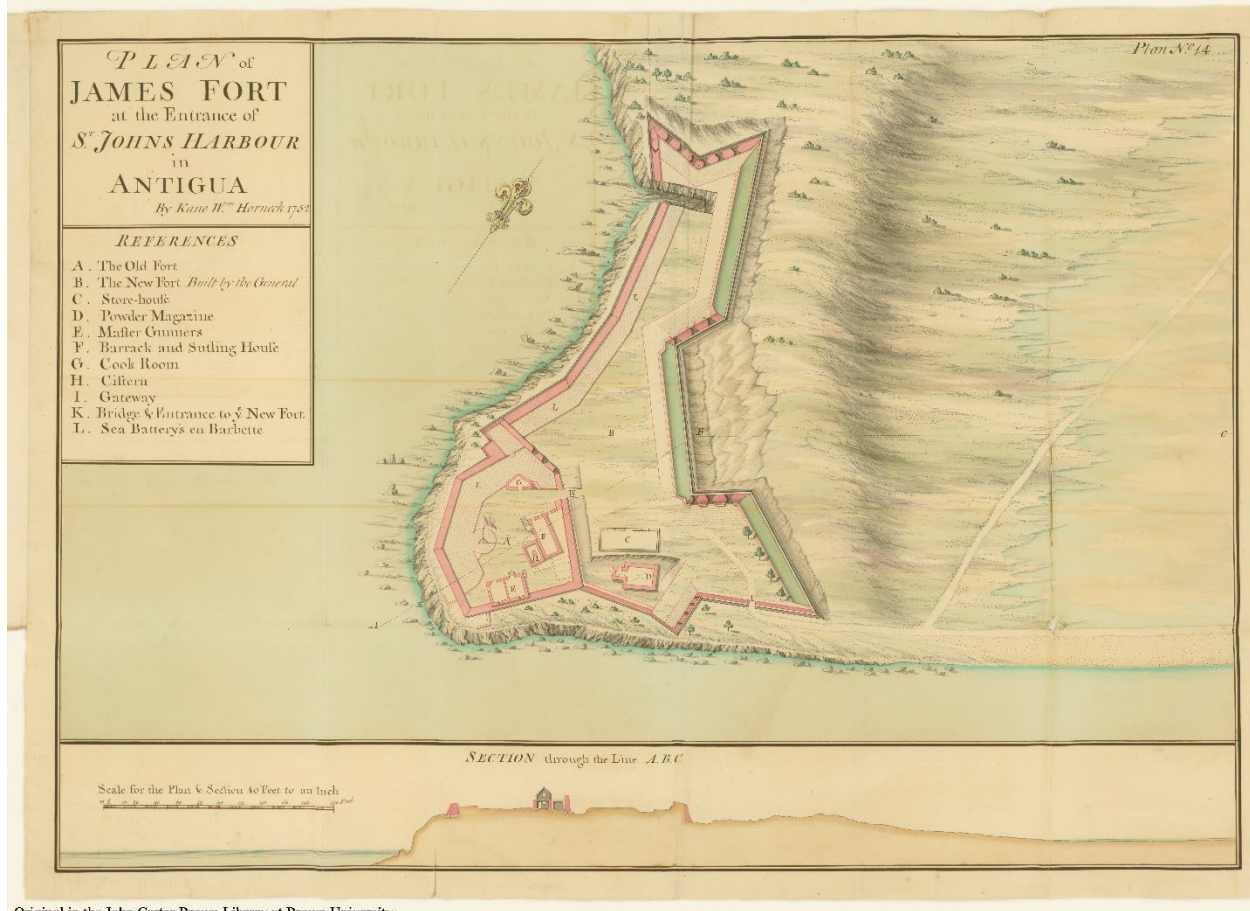 PLAN of
JAMES FORT
at the Entrance of
St JOHNS HARBOUR
in
ANTIGUA
By Kane Wm Horneck 1752
REFERENCES
A. The Old Fort
B. The New Fort Built by the General
C. Store-houſe
D. Powder Magazine
E. Maſter Gunners
F. Barrack and Sutling Houſe
G. Cook Room
H. Ciſtern
I. Gateway
K. Bridge & Entrance to ye New Fort
L. Sea Battery's en Barbette
Plan No 14
L
L
B
B
C
L
G
K
A
F
H
C
E
D
I
SECTION through the Line A.B.C
Scale for the Plan & Section 40 Feet to an Inch
Original in the John Carter Brown Library at Brown University